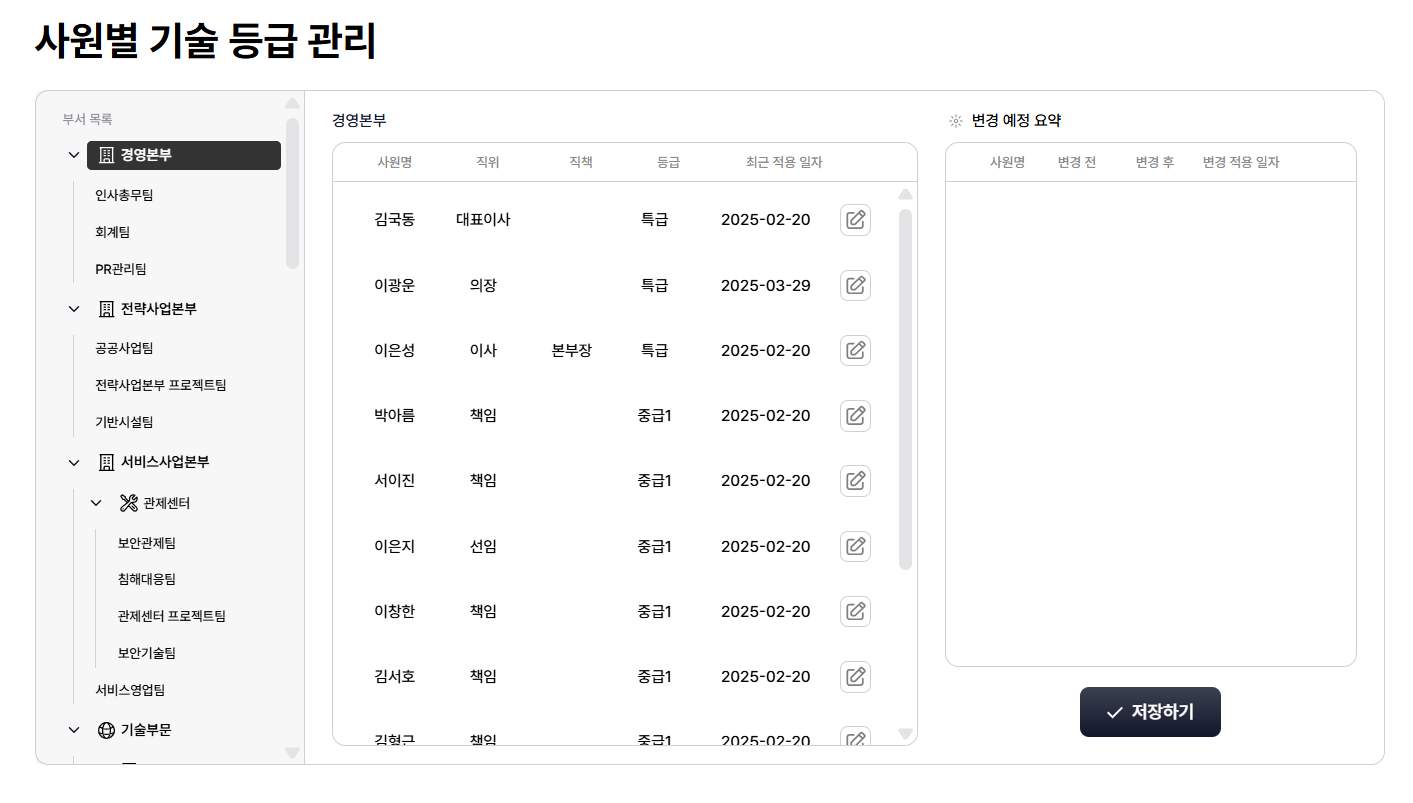 사원별 기술 등급 관리
부서 목록
경영본부
인사총무팀
회계팀
PR관리팀
전략사업본부
공공사업팀
전략사업본부 프로젝트팀
기반시설팀
서비스사업본부
관제센터
보안관제팀
침해대응팀
관제센터 프로젝트팀
보안기술팀
서비스영업팀
기술부문
경영본부
사원명 직위 직책 등급 최근 적용 일자
김국동 대표이사 특급 2025-02-20
이광운 의장 특급 2025-03-29
이은성 이사 본부장 특급 2025-02-20
박아름 책임 중급1 2025-02-20
서이진 책임 중급1 2025-02-20
이은지 선임 중급1 2025-02-20
이창한 책임 중급1 2025-02-20
김서호 책임 중급1 2025-02-20
김형근 책임 중급1 2025-02-20
변경 예정 요약
사원명 변경 전 변경 후 변경 적용 일자
저장하기